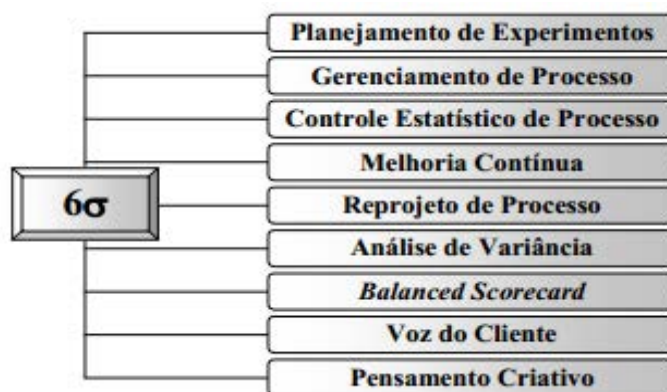 Planejamento de Experimentos
Gerenciamento de Processo
Controle Estatístico de Processo
Melhoria Contínua
6σ
Reprojeto de Processo
Análise de Variância
Balanced Scorecard
Voz do Cliente
Pensamento Criativo